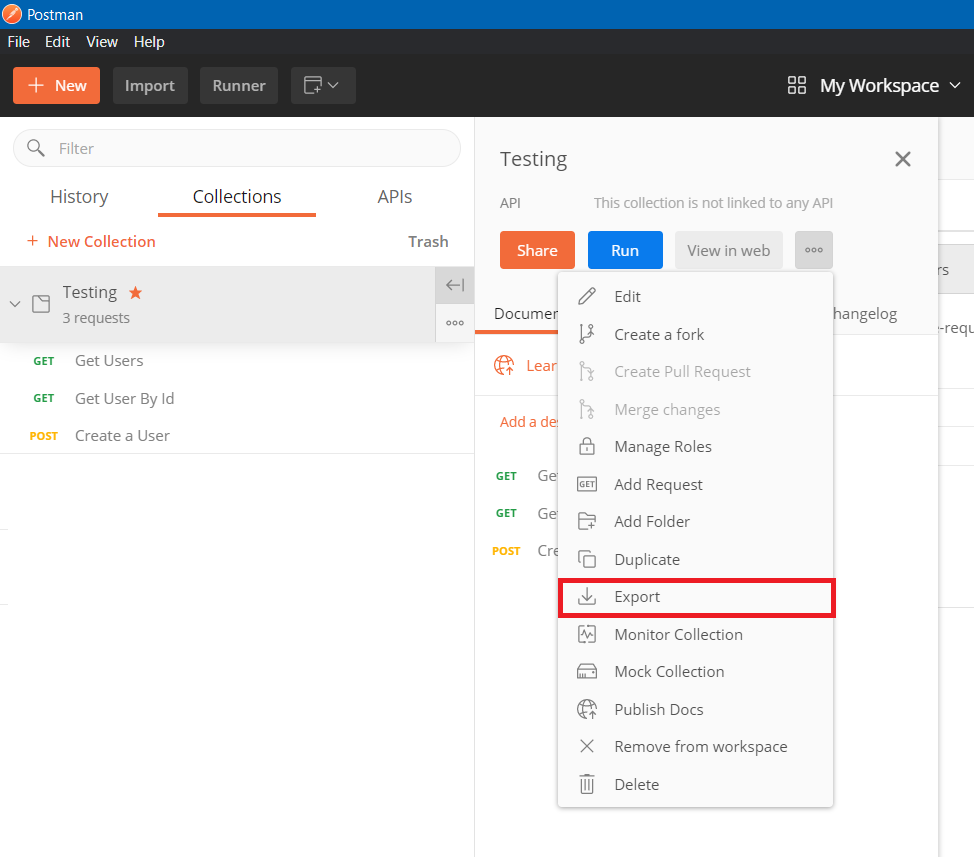 Postman
File Edit View Help
New Import Runner My Workspace
Filter
History Collections APIs
New Collection Trash
Testing
3 requests
GET Get Users
GET Get User By Id
POST Create a User
Testing
API This collection is not linked to any API
Share Run View in web
Documen hangelog
Lear
Add a des
GET Ge
GET Ge
POST Cre
Edit
Create a fork
Create Pull Request
Merge changes
Manage Roles
GET Add Request
Add Folder
Duplicate
Export
Monitor Collection
Mock Collection
Publish Docs
Remove from workspace
Delete
rs
-requ